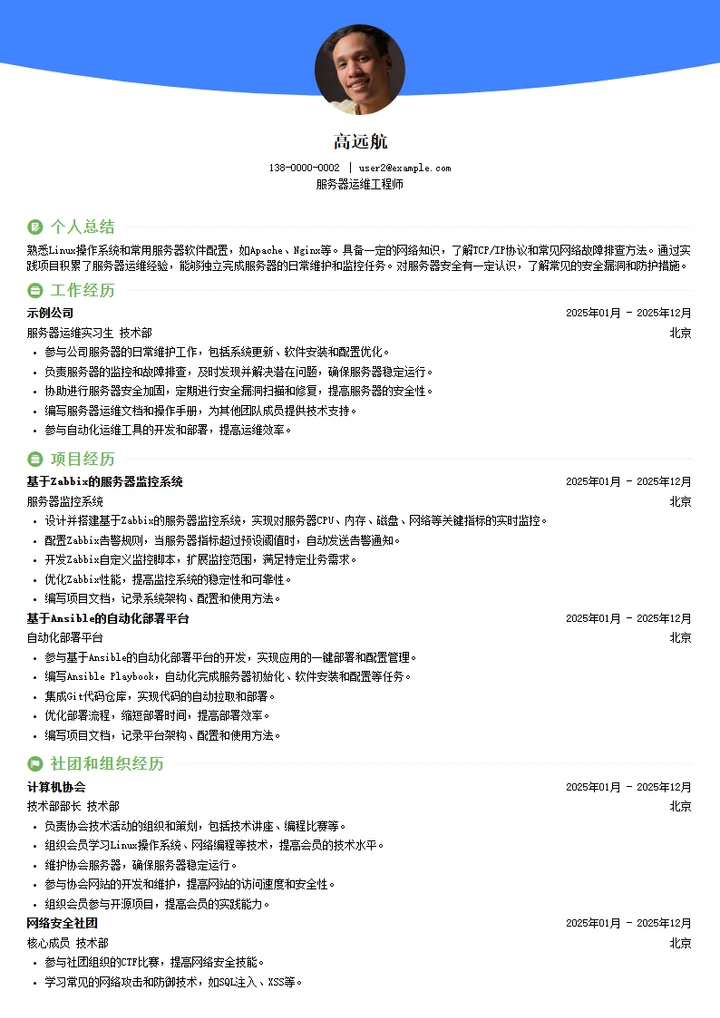 高远航
138-0000-0002 | user2@example.com
服务器运维工程师
个人总结
熟悉Linux操作系统和常用服务器软件配置，如Apache、Nginx等。具备一定的网络知识，了解TCP/IP协议和常见网络故障排查方法。通过实
践项目积累了服务器运维经验，能够独立完成服务器的日常维护和监控任务。对服务器安全有一定认识，了解常见的安全漏洞和防护措施。
工作经历
示创公司 2025年01月 - 2025年12月
服务器运维实习生 技术部 北京
• 参与公司服务器的日常维护工作，包括系统更新、软件安装和配置优化。
• 负责服务器的监控和故障排查，及时发现并解决潜在问题，确保服务器稳定运行。
• 协助进行服务器安全加固，定期进行安全漏洞扫描和修复，提高服务器的安全性。
• 编写服务器运维文档和操作手册，为其他团队成员提供技术支持。
• 参与自动化运维工具的开发和部署，提高运维效率。
项目经历
基于Zabbix的服务器监控系统 2025年01月 - 2025年12月
服务器监控系统 北京
• 设计并搭建基于Zabbix的服务器监控系统，实现对服务器CPU、内存、磁盘、网络等关键指标的实时监控。
• 配置Zabbix告警规则，当服务器指标超过预设阈值时，自动发送告警通知。
• 开发Zabbix自定义监控脚本，扩展监控范围，满足特定业务需求。
• 优化Zabbix性能，提高监控系统的稳定性和可靠性。
• 编写项目文档，记录系统架构、配置和使用方法。
基于Ansible的自动化部署平台 2025年01月 - 2025年12月
自动化部署平台 北京
• 参与基于Ansible的自动化部署平台的开发，实现应用的一键部署和配置管理。
• 编写Ansible Playbook，自动化完成服务器初始化、软件安装和配置等任务。
• 集成Git代码仓库，实现代码的自动拉取和部署。
• 优化部署流程，缩短部署时间，提高部署效率。
• 编写项目文档，记录平台架构、配置和使用方法。
社团和组织经历
计算机协会 2025年01月 - 2025年12月
技术部部长 技术部 北京
• 负责协会技术活动的组织和策划，包括技术讲座、编程比赛等。
• 组织会员学习Linux操作系统、网络编程等技术，提高会员的技术水平。
• 维护协会服务器，确保服务器稳定运行。
• 参与协会网站的开发和维护，提高网站的访问速度和安全性。
• 组织会员参与开源项目，提高会员的实践能力。
网络安全社团 2025年01月 - 2025年12月
核心成员 技术部 北京
• 参与社团组织的CTF比赛，提高网络安全技能。
• 学习常见的网络攻击和防御技术，如SQL注入、XSS等。